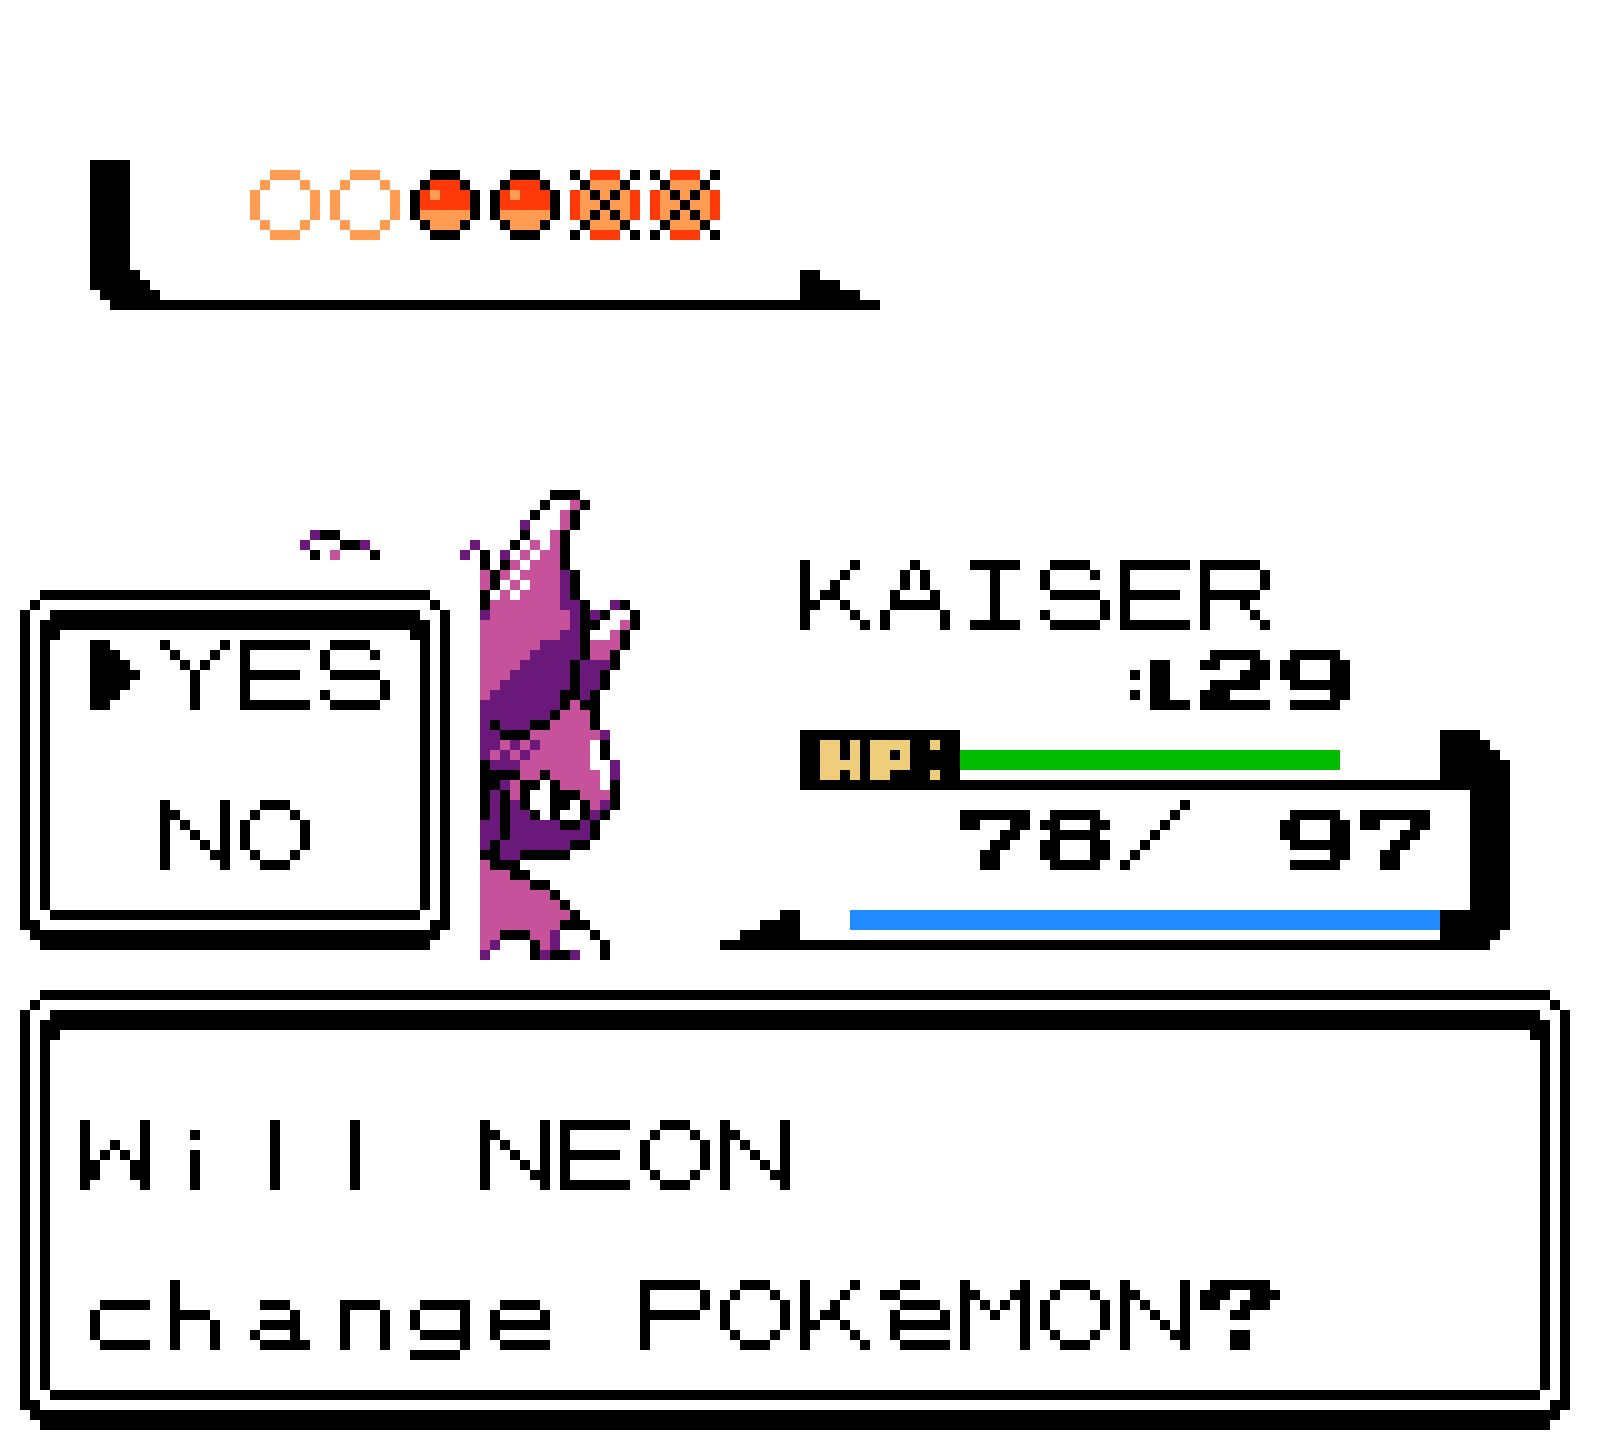 KAISER
:L29
▶YES
HP:
78/ 97
NO
Will NEON
change POKéMON?